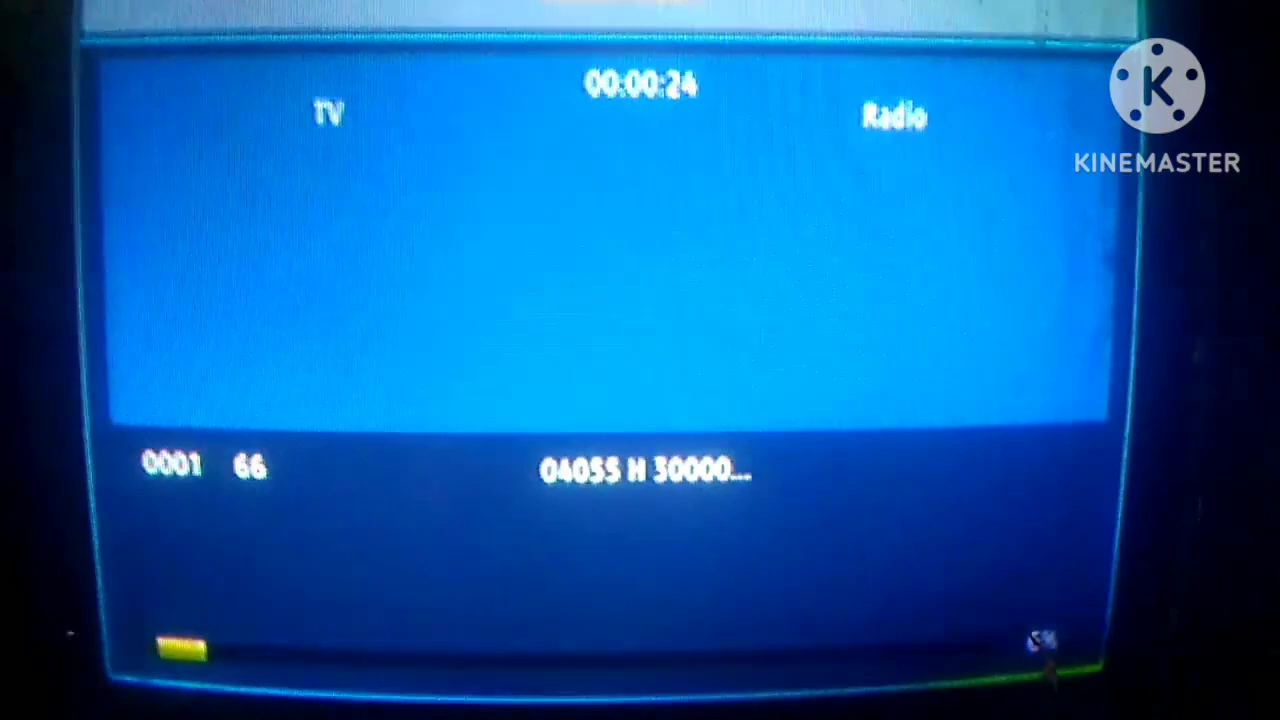 00:00:24
TV
Radio
KINEMASTER
0001 66
04055 H 30000...